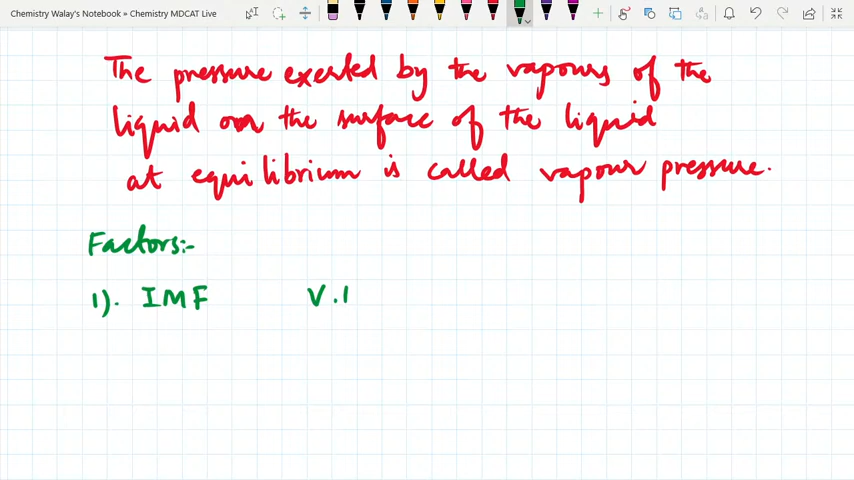 Chemistry Walay's Notebook » Chemistry MDCAT Live
The pressure exerted by the vapours of the
liquid on the surface of the liquid
at equilibrium is called vapour pressure.
Factors:-
1). IMF V.I